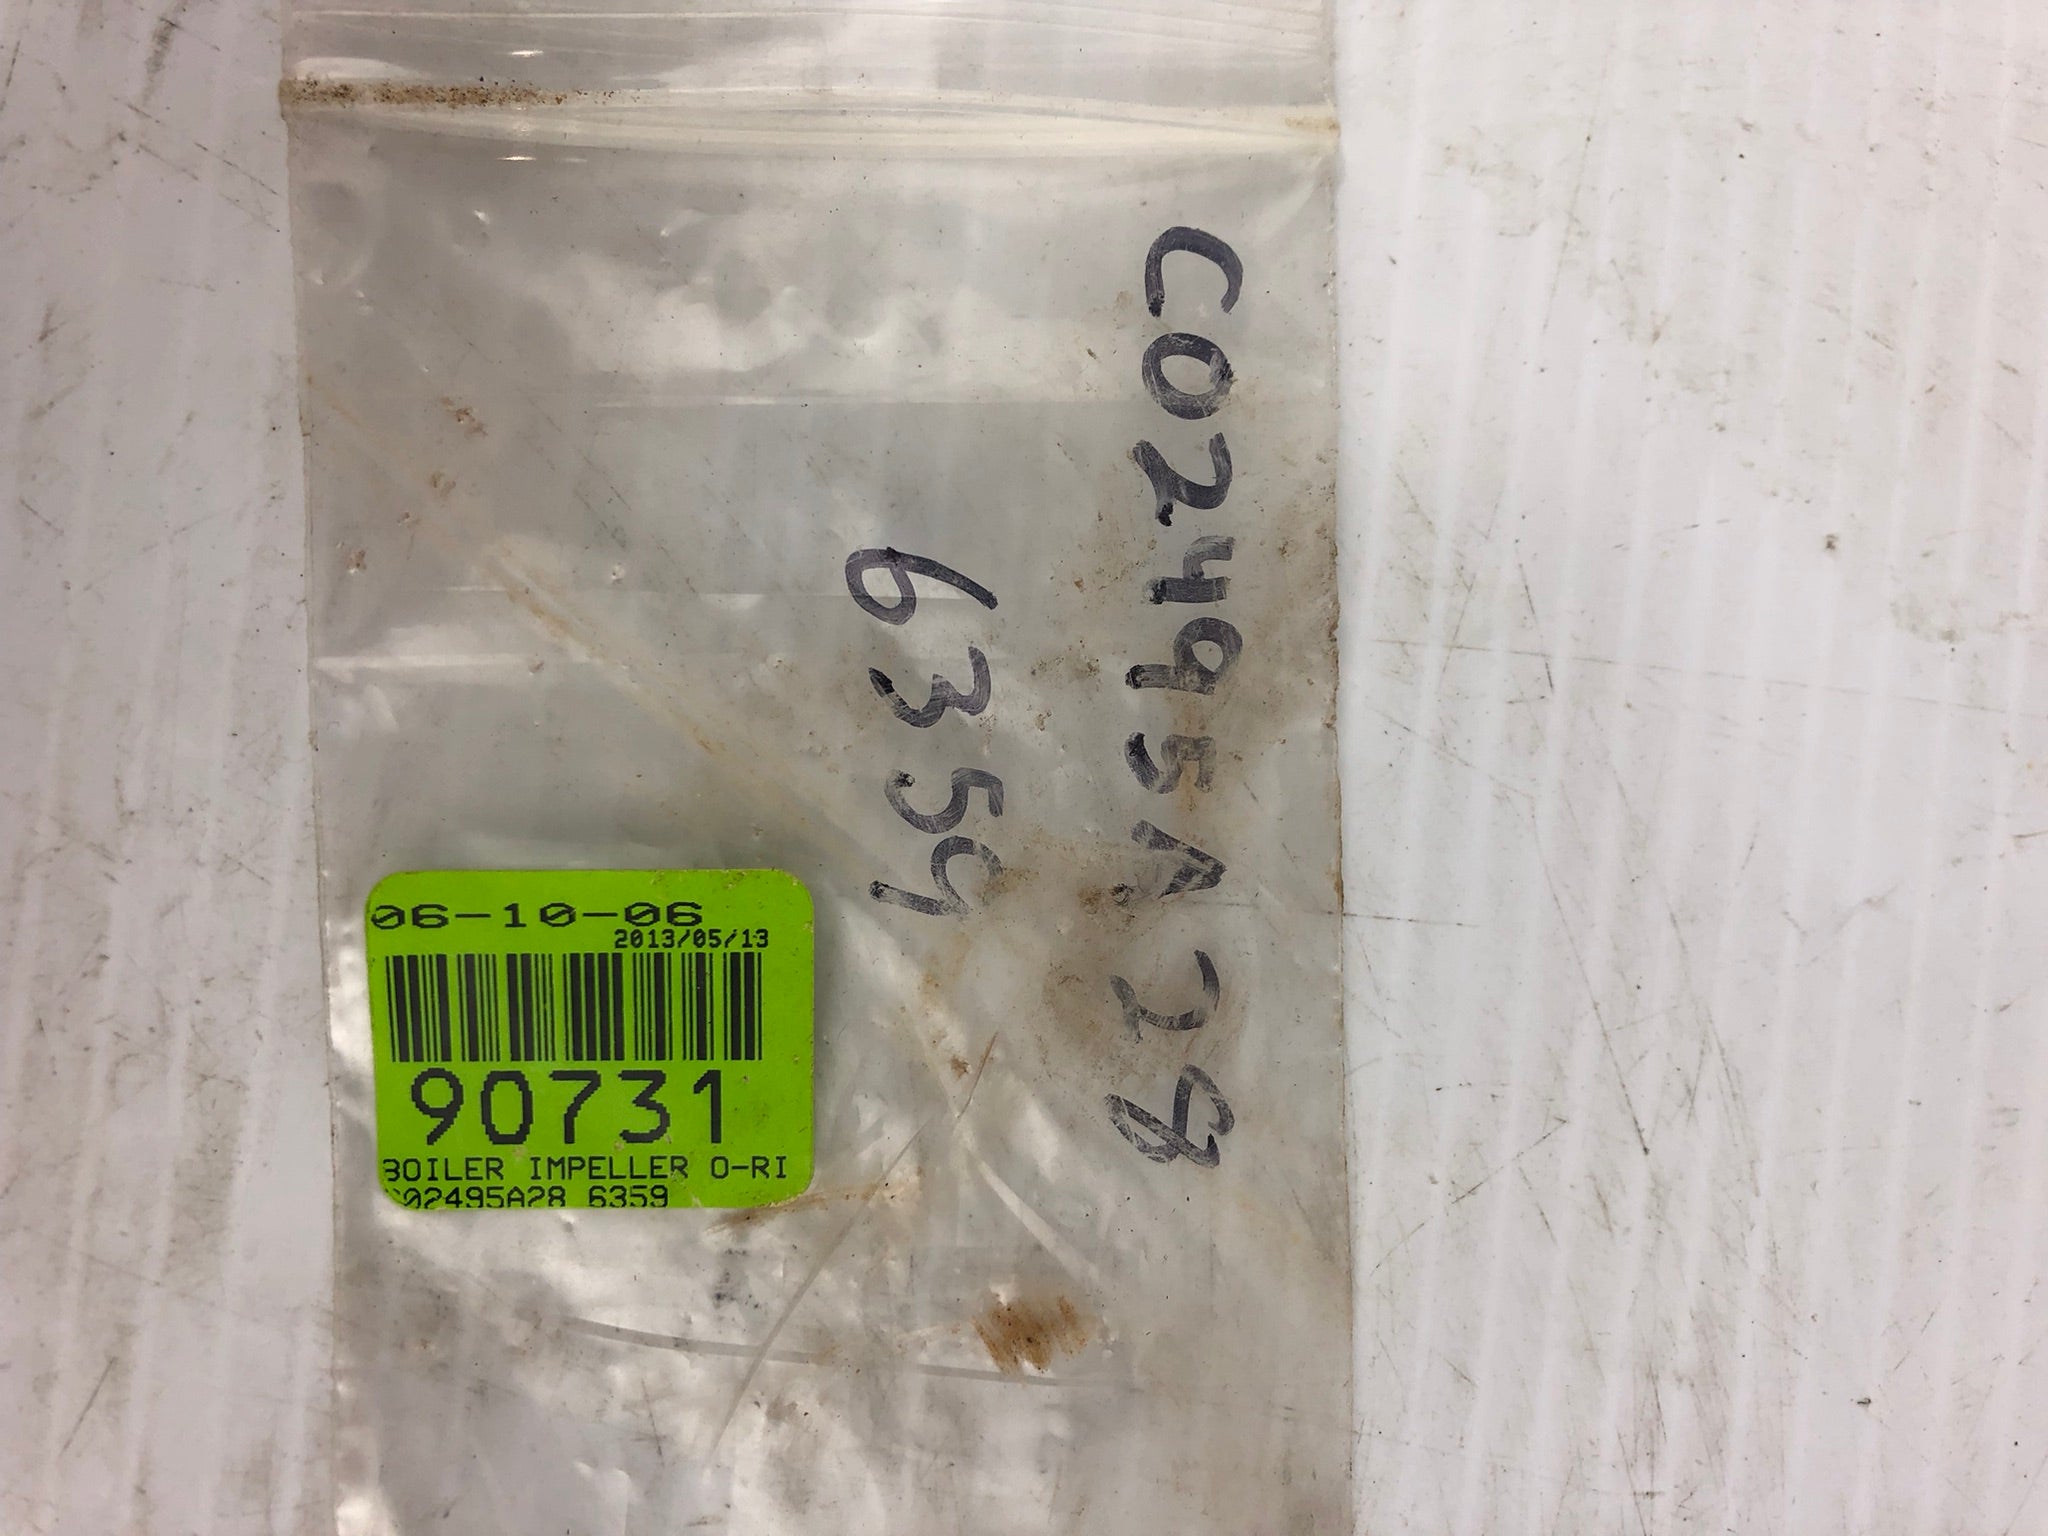 C02495A28
6359
06-10-06
2013/05/13
90731
BOILER IMPELLER O-RI
C02495A28 6359